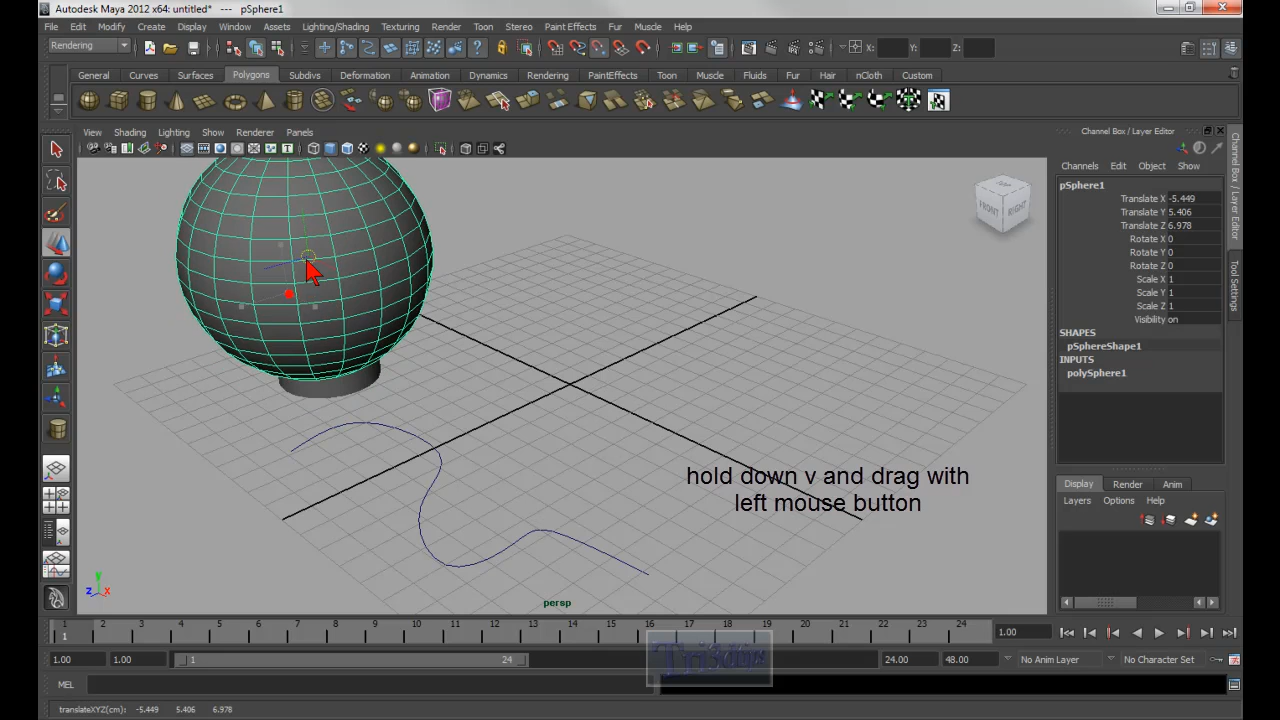 Autodesk Maya 2012 x64: untitled*   ---   pSphere1
File Edit Modify Create Display Window Assets Lighting/Shading Texturing Render Toon Stereo Paint Effects Fur Muscle Help
Rendering X: Y: Z:
General Curves Surfaces Polygons Subdivs Deformation Animation Dynamics Rendering PaintEffects Toon Muscle Fluids Fur Hair nCloth Custom
View Shading Lighting Show Renderer Panels
Channel Box / Layer Editor
Channels Edit Object Show
pSphere1
Translate X -5.449
Translate Y 5.406
Translate Z 6.978
Rotate X 0
Rotate Y 0
Rotate Z 0
Scale X 1
Scale Y 1
Scale Z 1
Visibility on
SHAPES
pSphereShape1
INPUTS
polySphere1
Channel Box / Layer Editor
Tool Settings
FRONT RIGHT
hold down v and drag with
left mouse button
Display Render Anim
Layers Options Help
y
z x
persp
1 2 3 4 5 6 7 8 9 10 11 12 13 14 15 16 17 18 19 20 21 22 23 24
1 1.00
1.00 1.00 1 24 24.00 48.00 No Anim Layer No Character Set
MEL
translateXYZ(cm): -5.449 5.406 6.978